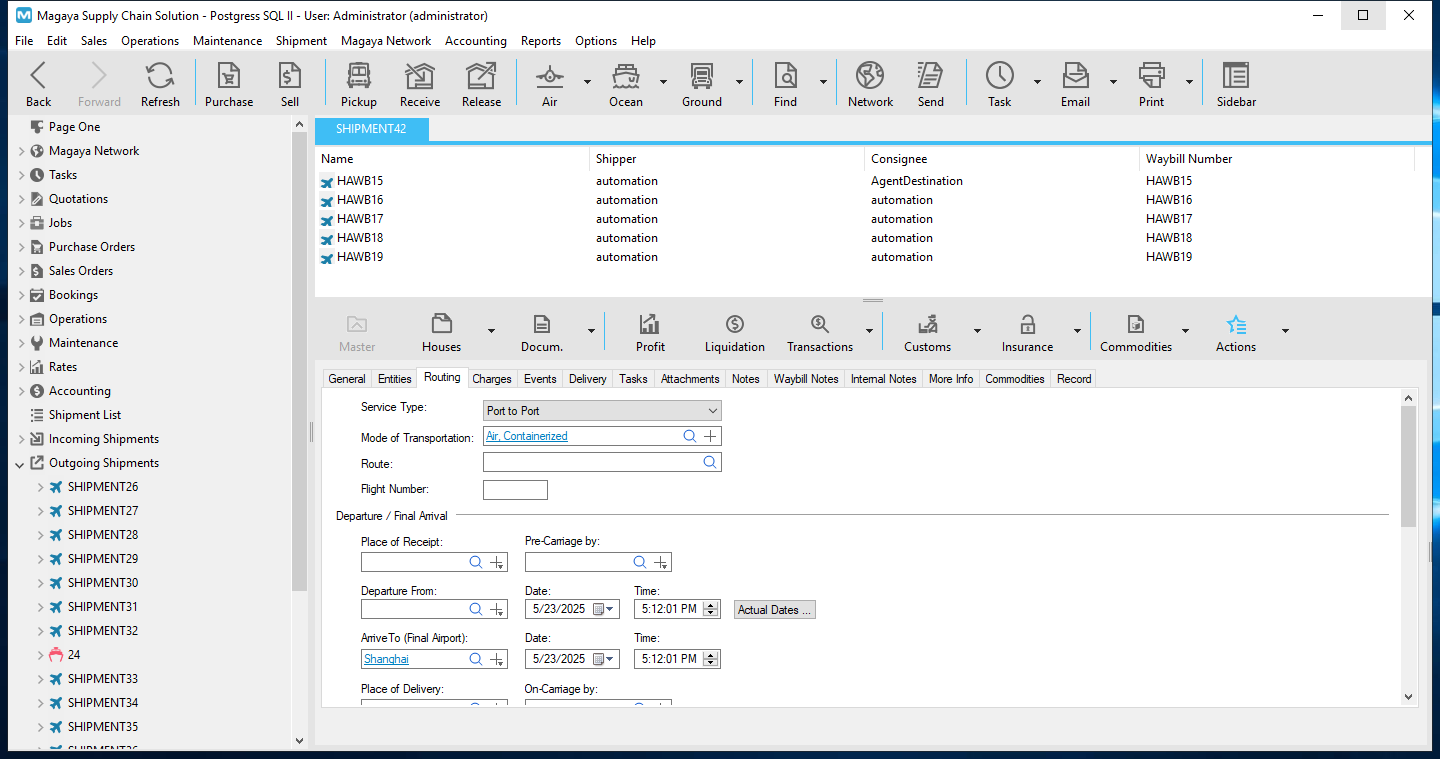 Magaya Supply Chain Solution - Postgress SQL II - User: Administrator (administrator)
File Edit Sales Operations Maintenance Shipment Magaya Network Accounting Reports Options Help
Back Forward Refresh Purchase Sell Pickup Receive Release Air Ocean Ground Find Network Send Task Email Print Sidebar
Page One
Magaya Network
Tasks
Quotations
Jobs
Purchase Orders
Sales Orders
Bookings
Operations
Maintenance
Rates
Accounting
Shipment List
Incoming Shipments
Outgoing Shipments
SHIPMENT26
SHIPMENT27
SHIPMENT28
SHIPMENT29
SHIPMENT30
SHIPMENT31
SHIPMENT32
24
SHIPMENT33
SHIPMENT34
SHIPMENT35
SHIPMENT42
Name Shipper Consignee Waybill Number
HAWB15 automation AgentDestination HAWB15
HAWB16 automation automation HAWB16
HAWB17 automation automation HAWB17
HAWB18 automation automation HAWB18
HAWB19 automation automation HAWB19
Master Houses Docum. Profit Liquidation Transactions Customs Insurance Commodities Actions
General Entities Routing Charges Events Delivery Tasks Attachments Notes Waybill Notes Internal Notes More Info Commodities Record
Service Type: Port to Port
Mode of Transportation: Air, Containerized
Route:
Flight Number:
Departure / Final Arrival
Place of Receipt: Pre-Carriage by:
Departure From: Date: Time:
5/23/2025 5:12:01 PM Actual Dates ...
Arrive To (Final Airport): Date: Time:
Shanghai 5/23/2025 5:12:01 PM
Place of Delivery: On-Carriage by: